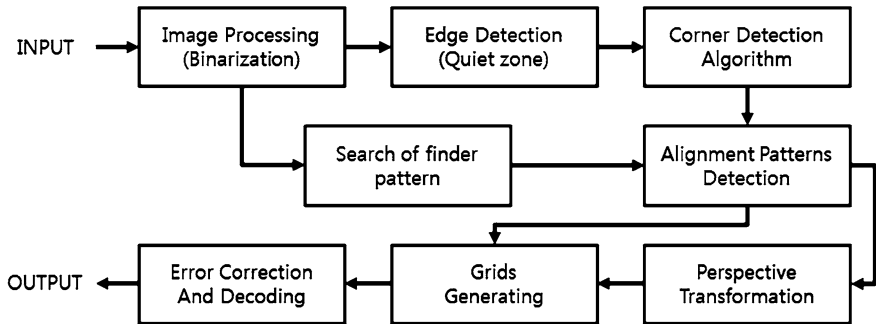 INPUT
Image Processing
(Binarization)
Edge Detection
(Quiet zone)
Corner Detection
Algorithm
Search of finder
pattern
Alignment Patterns
Detection
OUTPUT
Error Correction
And Decoding
Grids
Generating
Perspective
Transformation